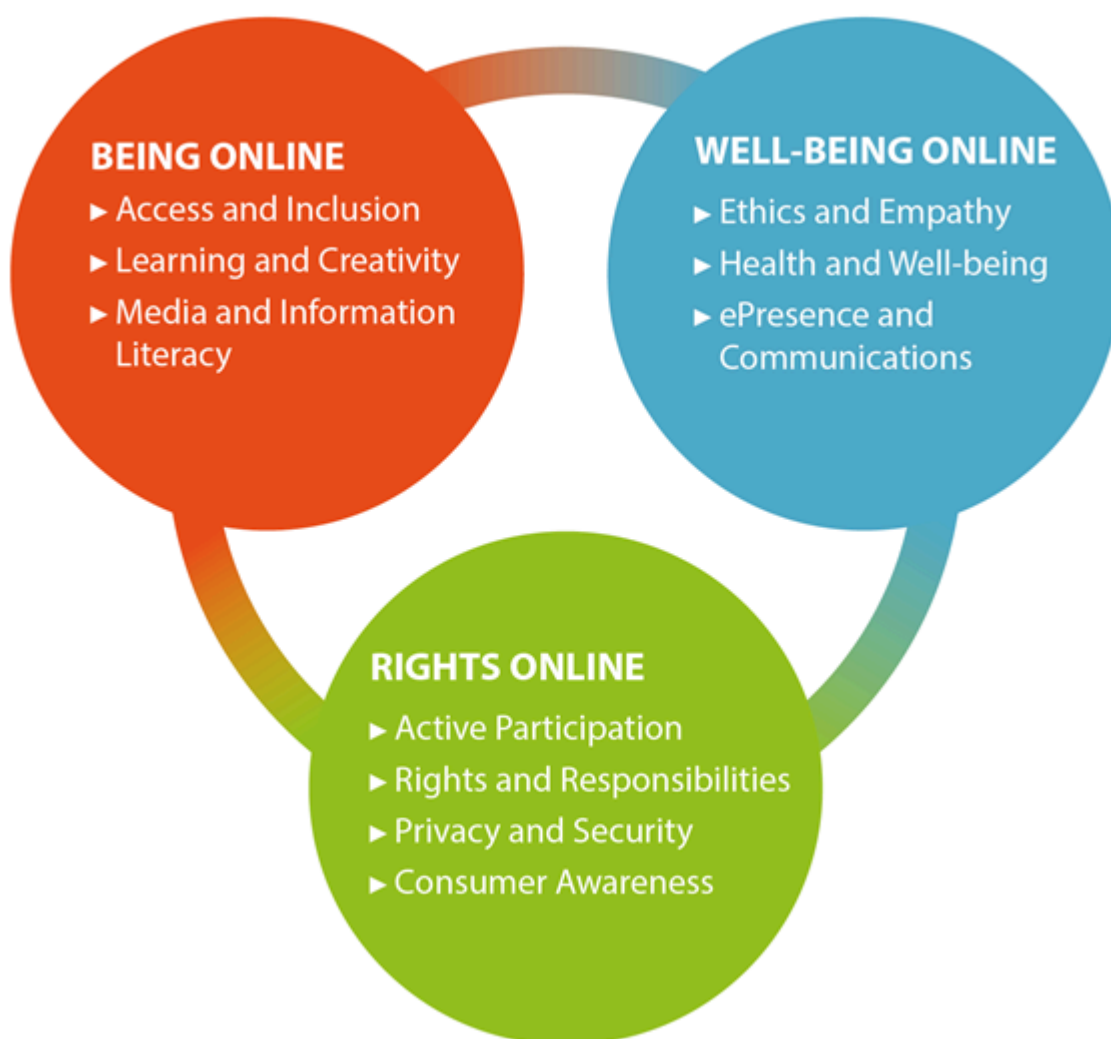 BEING ONLINE
▸ Access and Inclusion
▸ Learning and Creativity
▸ Media and Information
Literacy
WELL-BEING ONLINE
▸ Ethics and Empathy
▸ Health and Well-being
▸ ePresence and
Communications
RIGHTS ONLINE
▸ Active Participation
▸ Rights and Responsibilities
▸ Privacy and Security
▸ Consumer Awareness